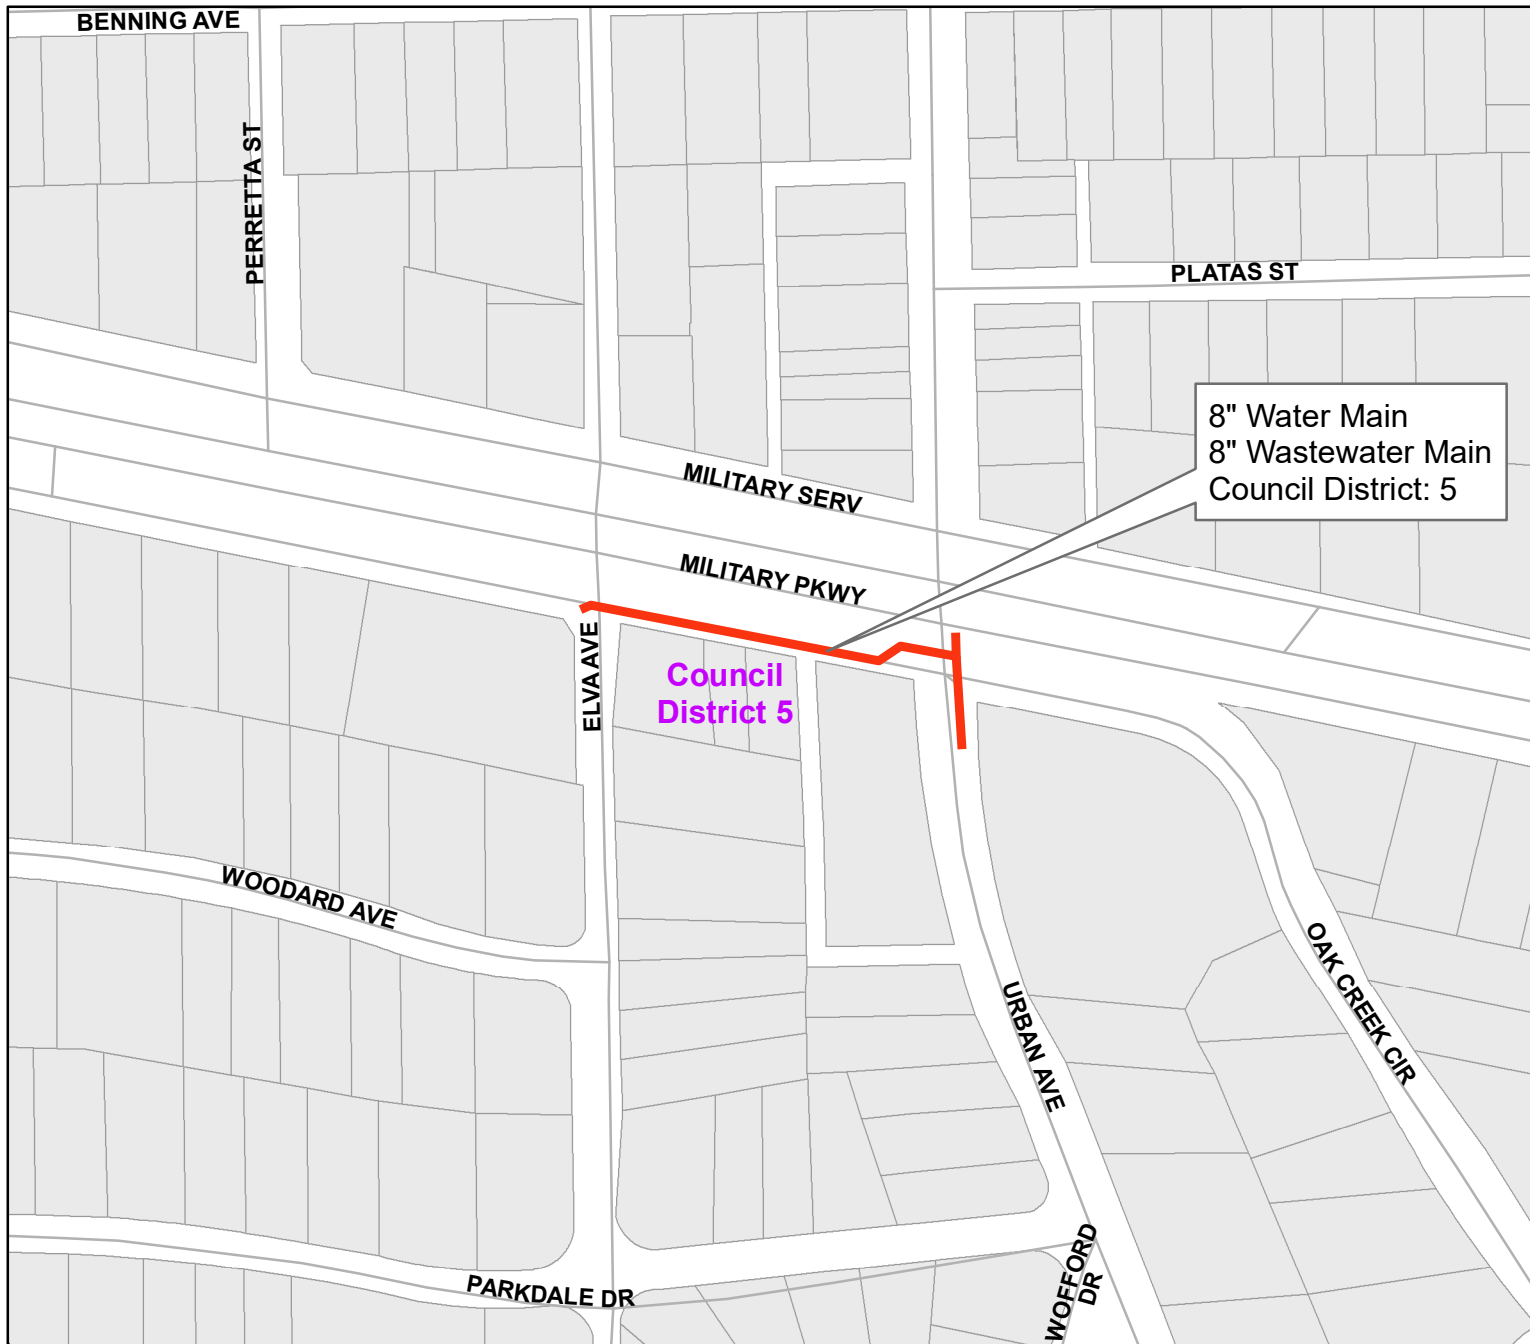 BENNING AVE
PERRETTA ST
PLATAS ST
8" Water Main
8" Wastewater Main
Council District: 5
MILITARY SERV
MILITARY PKWY
ELVA AVE
Council
District 5
WOODARD AVE
OAK CREEK CIR
URBAN AVE
WOFFORD
DR
PARKDALE DR